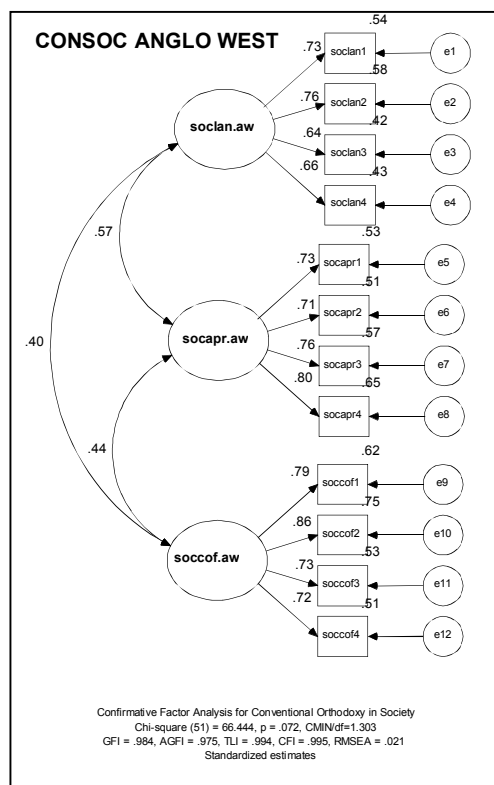 CONSOC ANGLO WEST
.54
.73 soclan1 e1
.58
.76 soclan2 e2
soclan.aw .42
.64 soclan3 e3
.66 .43
soclan4 e4
.57 .53
.73 socapr1 e5
.51
.71 socapr2 e6
.40 socapr.aw .57
.76 socapr3 e7
.80 .65
socapr4 e8
.44 .62
.79 soccof1 e9
.75
.86 soccof2 e10
soccof.aw .53
.73 soccof3 e11
.72 .51
soccof4 e12
Confirmative Factor Analysis for Conventional Orthodoxy in Society
Chi-square (51) = 66.444, p = .072, CMIN/df=1.303
GFI = .984, AGFI = .975, TLI = .994, CFI = .995, RMSEA = .021
Standardized estimates